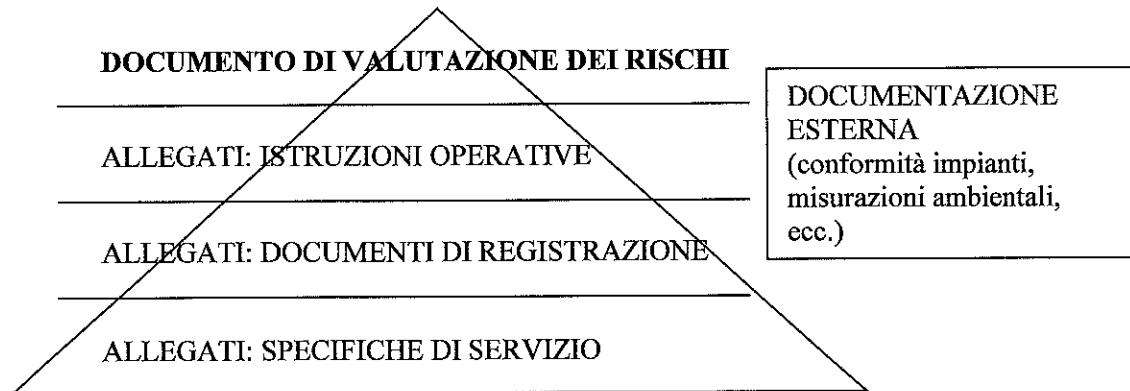 DOCUMENTO DI VALUTAZIONE DEI RISCHI
ALLEGATI: ISTRUZIONI OPERATIVE
ALLEGATI: DOCUMENTI DI REGISTRAZIONE
ALLEGATI: SPECIFICHE DI SERVIZIO
DOCUMENTAZIONE
ESTERNA
(conformità impianti,
misurazioni ambientali,
ecc.)